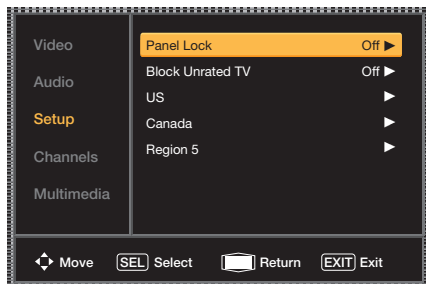 Video
Audio
Setup
Channels
Multimedia
Panel Lock Off
Block Unrated TV Off
US
Canada
Region 5
Move SEL Select Return EXIT Exit